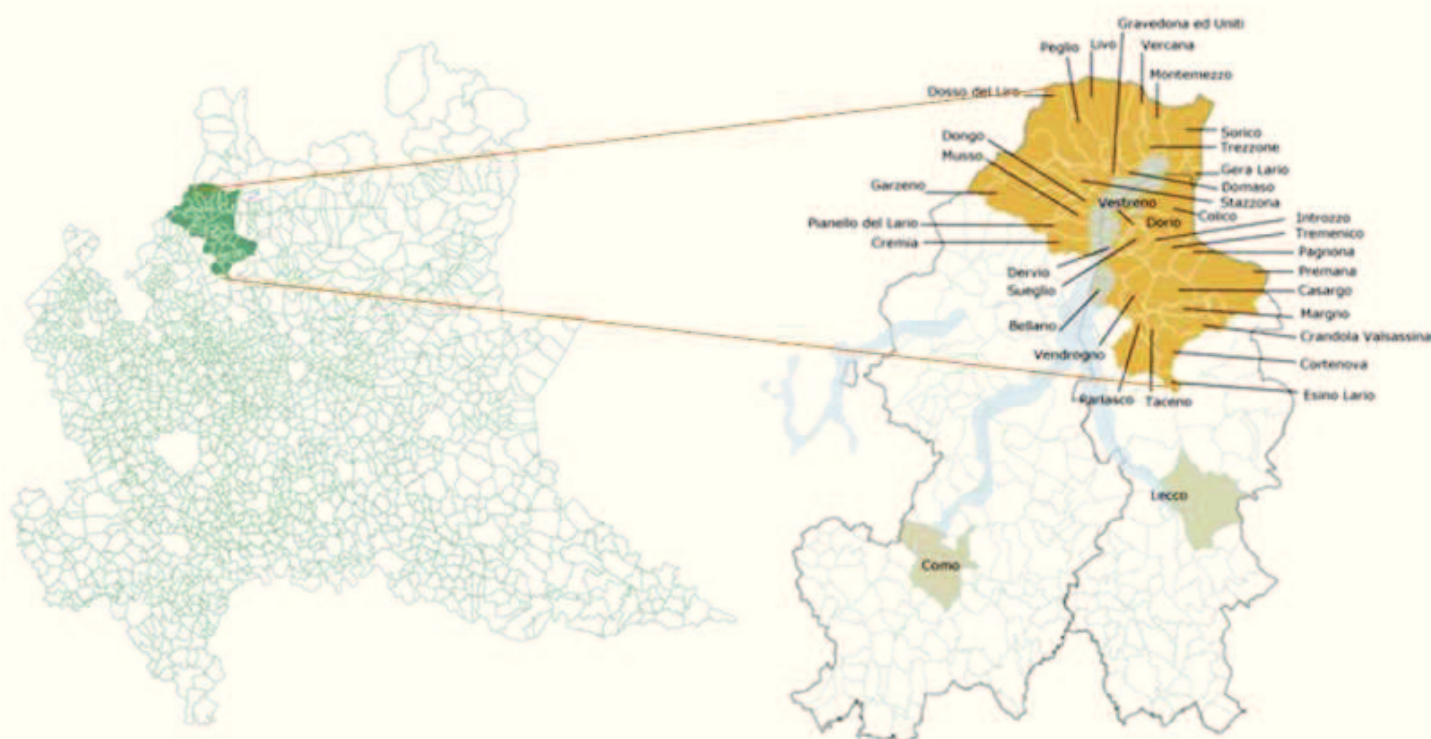 Gravedona ed Uniti
Peglio
Livo
Vercana
Montemezzo
Dosso del Liro
Sorico
Dongo
Trezzone
Musso
Gera Lario
Domaso
Garzeno
Stazzona
Vestreno
Colico
Introzzo
Pianello del Lario
Dorio
Tremenico
Cremia
Pagnona
Dervio
Premana
Sueglio
Casargo
Margno
Bellano
Crandola Valsassina
Vendrogno
Cortenova
Esino Lario
Parlasco
Taceno
Lecco
Como